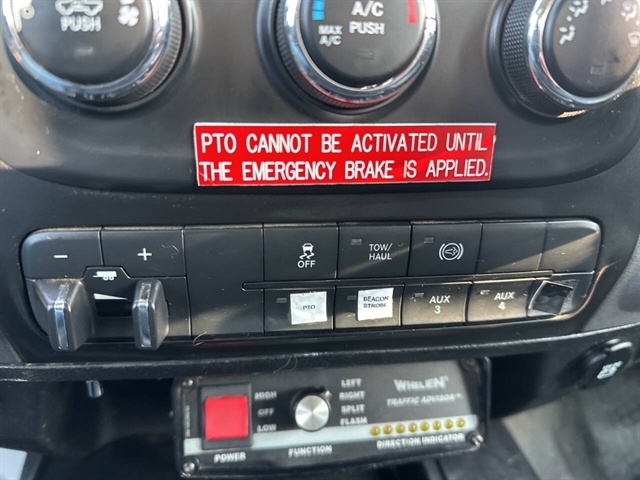 PUSH
A/C
PUSH
MAX
A/C
PTO CANNOT BE ACTIVATED UNTIL
THE EMERGENCY BRAKE IS APPLIED.
− +
OFF
TOW/
HAUL
PTO
BEACON
STROBE
AUX
3
AUX
4
HIGH
OFF
LOW
POWER
LEFT
RIGHT
SPLIT
FLASH
FUNCTION
WHELEN
TRAFFIC ADVISOR™
DIRECTION INDICATOR